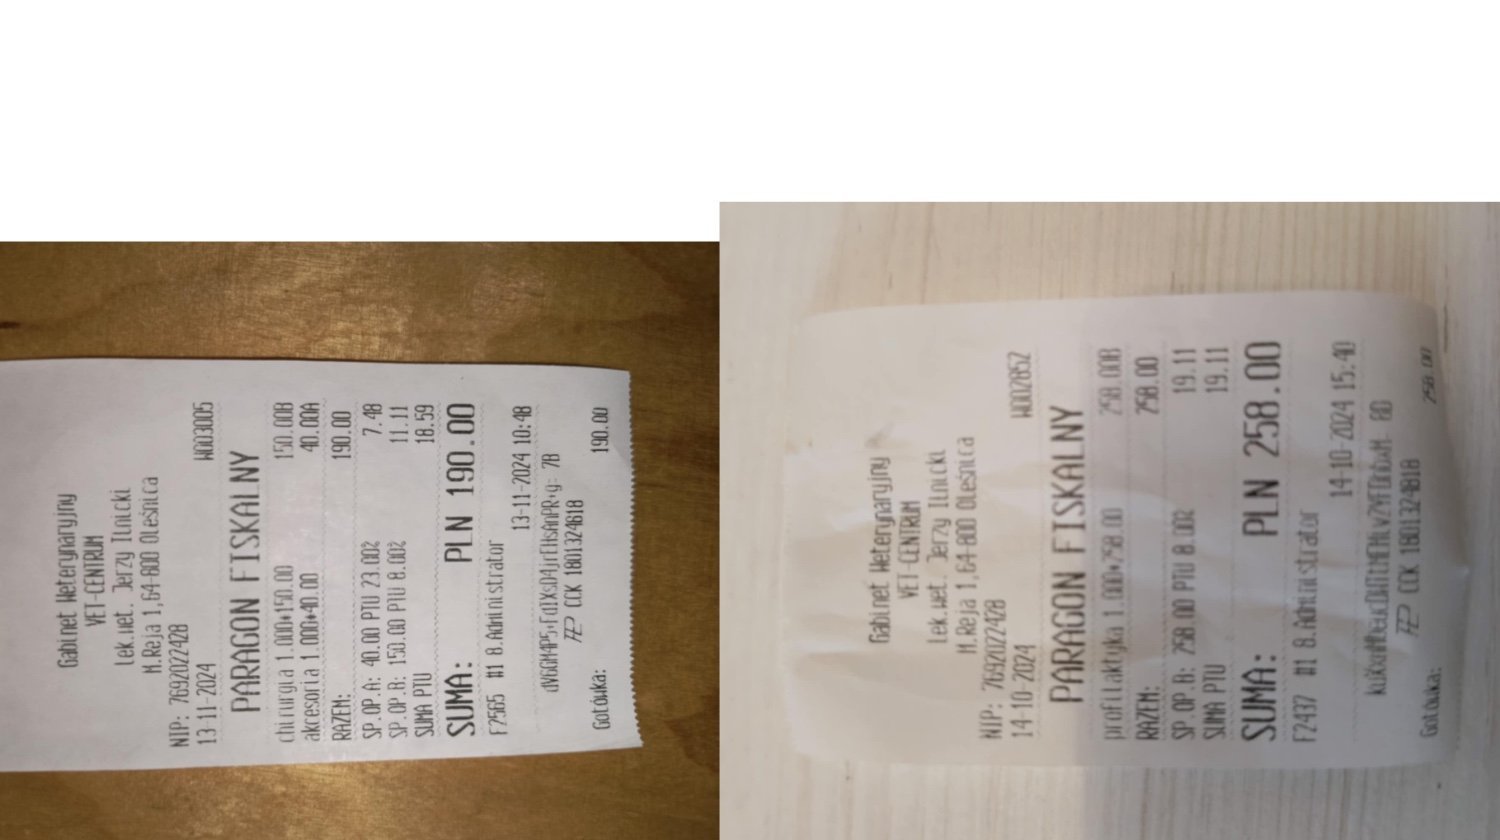 Gabinet Weterynaryjny
VET-CENTRUM
lek.wet. Jerzy Ilnicki
M.Reja 1,64-800 Oleśnica
NIP: 7692022428
13-11-2024 W003005
PARAGON FISKALNY
chirurgia 1.000*150.00 150.00B
akcesoria 1.000*40.00 40.00A
RAZEM: 190.00
SP.OP.A: 40.00 PTU 23.00% 7.48
SP.OP.B: 150.00 PTU 8.00% 11.11
SUMA PTU 18.59
SUMA: PLN 190.00
F2565 #1 8.Administrator 13-11-2024 10:48
CCK 1801324618
Gotówka: 190.00
Gabinet Weterynaryjny
VET-CENTRUM
lek.wet. Jerzy Ilnicki
M.Reja 1,64-800 Oleśnica
NIP: 7692022428
14-10-2024 W002852
PARAGON FISKALNY
profilaktyka 1.000*258.00 258.00B
RAZEM: 258.00
SP.OP.B: 258.00 PTU 8.00% 19.11
SUMA PTU 19.11
SUMA: PLN 258.00
F2437 #1 8.Administrator 14-10-2024 15:40
CCK 1801324618
Gotówka: 258.00